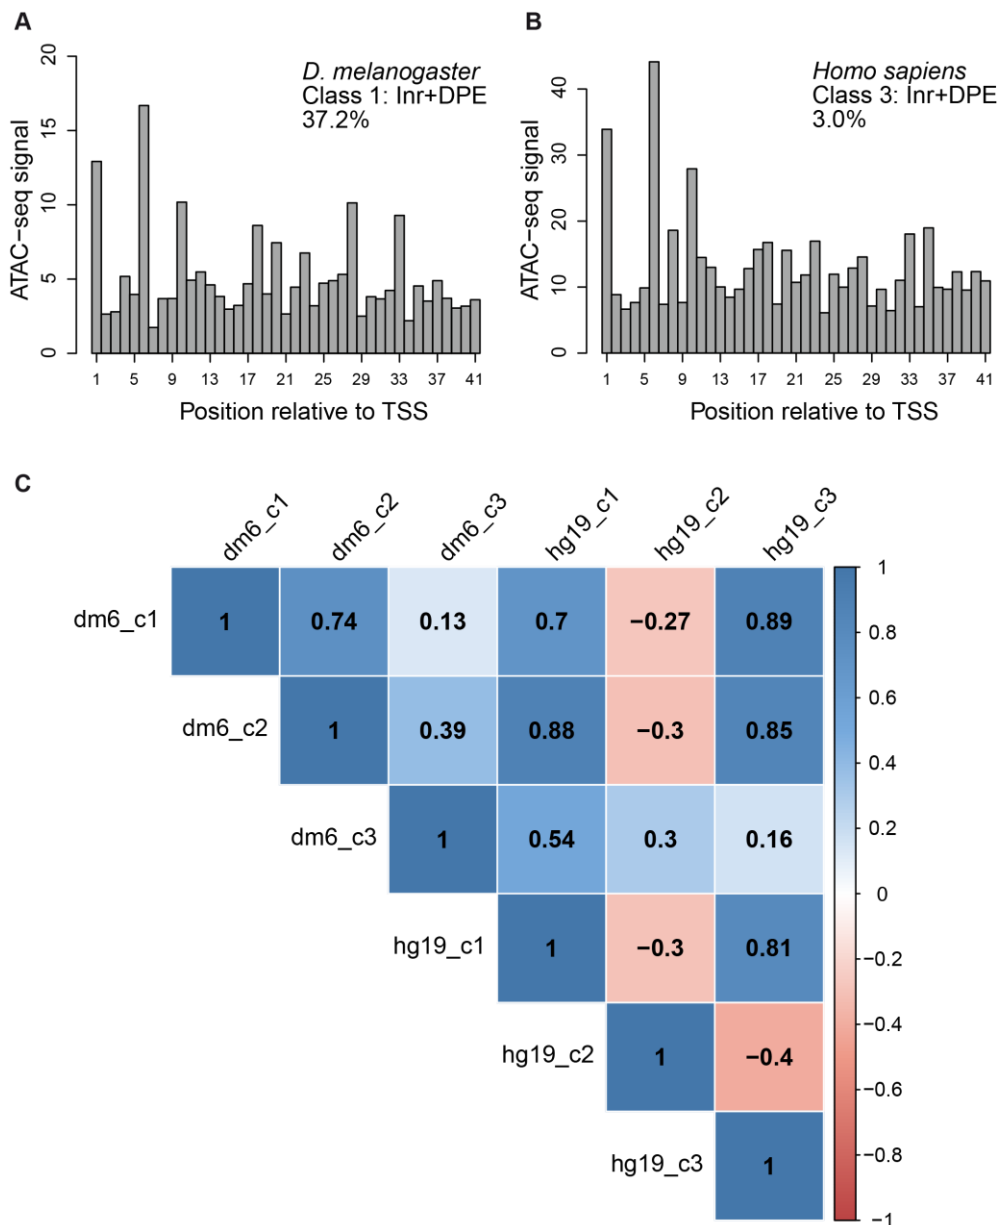 A
D. melanogaster
Class 1: Inr+DPE
37.2%
ATAC−seq signal
0
5
10
15
20
1 5 9 13 17 21 25 29 33 37 41
Position relative to TSS
B
Homo sapiens
Class 3: Inr+DPE
3.0%
ATAC−seq signal
0
10
20
30
40
1 5 9 13 17 21 25 29 33 37 41
Position relative to TSS
C
dm6_c1 dm6_c2 dm6_c3 hg19_c1 hg19_c2 hg19_c3
dm6_c1 1 0.74 0.13 0.7 −0.27 0.89
dm6_c2 1 0.39 0.88 −0.3 0.85
dm6_c3 1 0.54 0.3 0.16
hg19_c1 1 −0.3 0.81
hg19_c2 1 −0.4
hg19_c3 1
1
0.8
0.6
0.4
0.2
0
−0.2
−0.4
−0.6
−0.8
−1